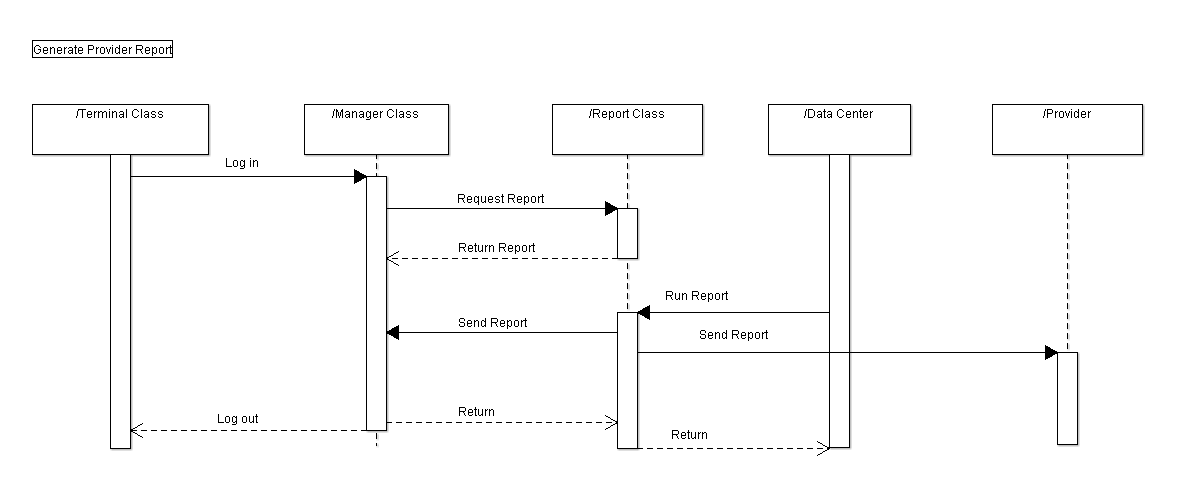 Generate Provider Report
/Terminal Class
/Manager Class
/Report Class
/Data Center
/Provider
Log in
Request Report
Return Report
Run Report
Send Report
Send Report
Log out
Return
Return